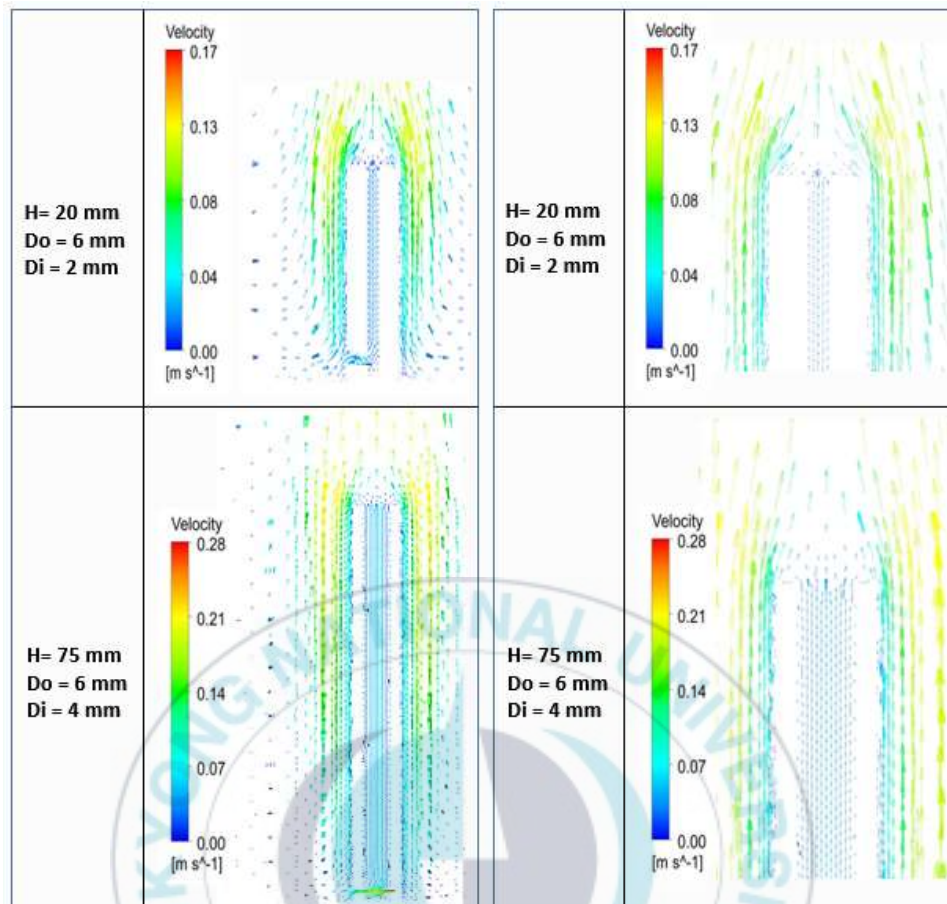 Velocity
0.17
0.13
0.08
0.04
0.00
[m s^-1]
H= 20 mm
Do = 6 mm
Di = 2 mm
Velocity
0.17
0.13
0.08
0.04
0.00
[m s^-1]
H= 20 mm
Do = 6 mm
Di = 2 mm
Velocity
0.28
0.21
0.14
0.07
0.00
[m s^-1]
H= 75 mm
Do = 6 mm
Di = 4 mm
Velocity
0.28
0.21
0.14
0.07
0.00
[m s^-1]
H= 75 mm
Do = 6 mm
Di = 4 mm
KYONG NATIONAL UNIVERSI